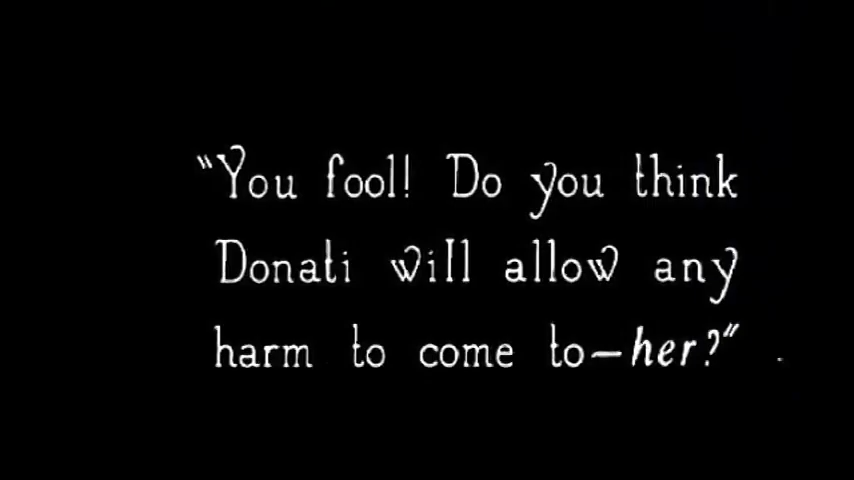 "You fool! Do you think
Donati will allow any
harm to come to—her?"